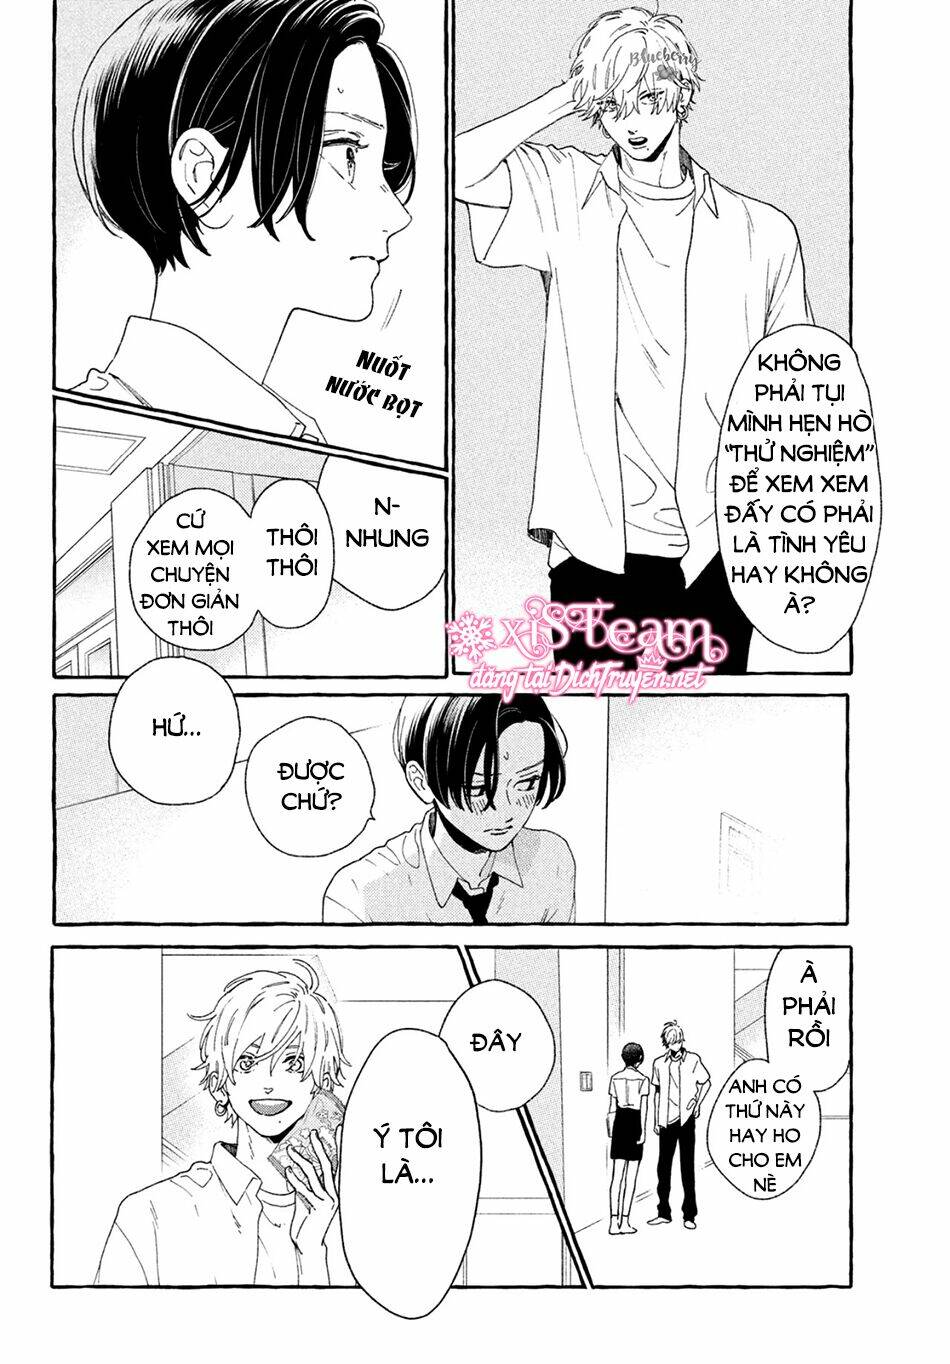 Blueberry
KHÔNG
PHẢI TỤI
MÌNH HẸN HÒ
“THỬ NGHIỆM”
ĐỂ XEM XEM
ĐẤY CÓ PHẢI
LÀ TÌNH YÊU
HAY KHÔNG
À?
NUỐT
NƯỚC BỌT
N-
NHƯNG
THÔI
THÔI
CỨ
XEM MỌI
CHUYỆN
ĐƠN GIẢN
THÔI
xiSTeam
đăng tại DichTruyen.net
HỨ...
ĐƯỢC
CHỨ?
À
PHẢI
RỒI
ANH CÓ
THỨ NÀY
HAY HO
CHO EM
NÈ
ĐÂY
Ý TÔI
LÀ...